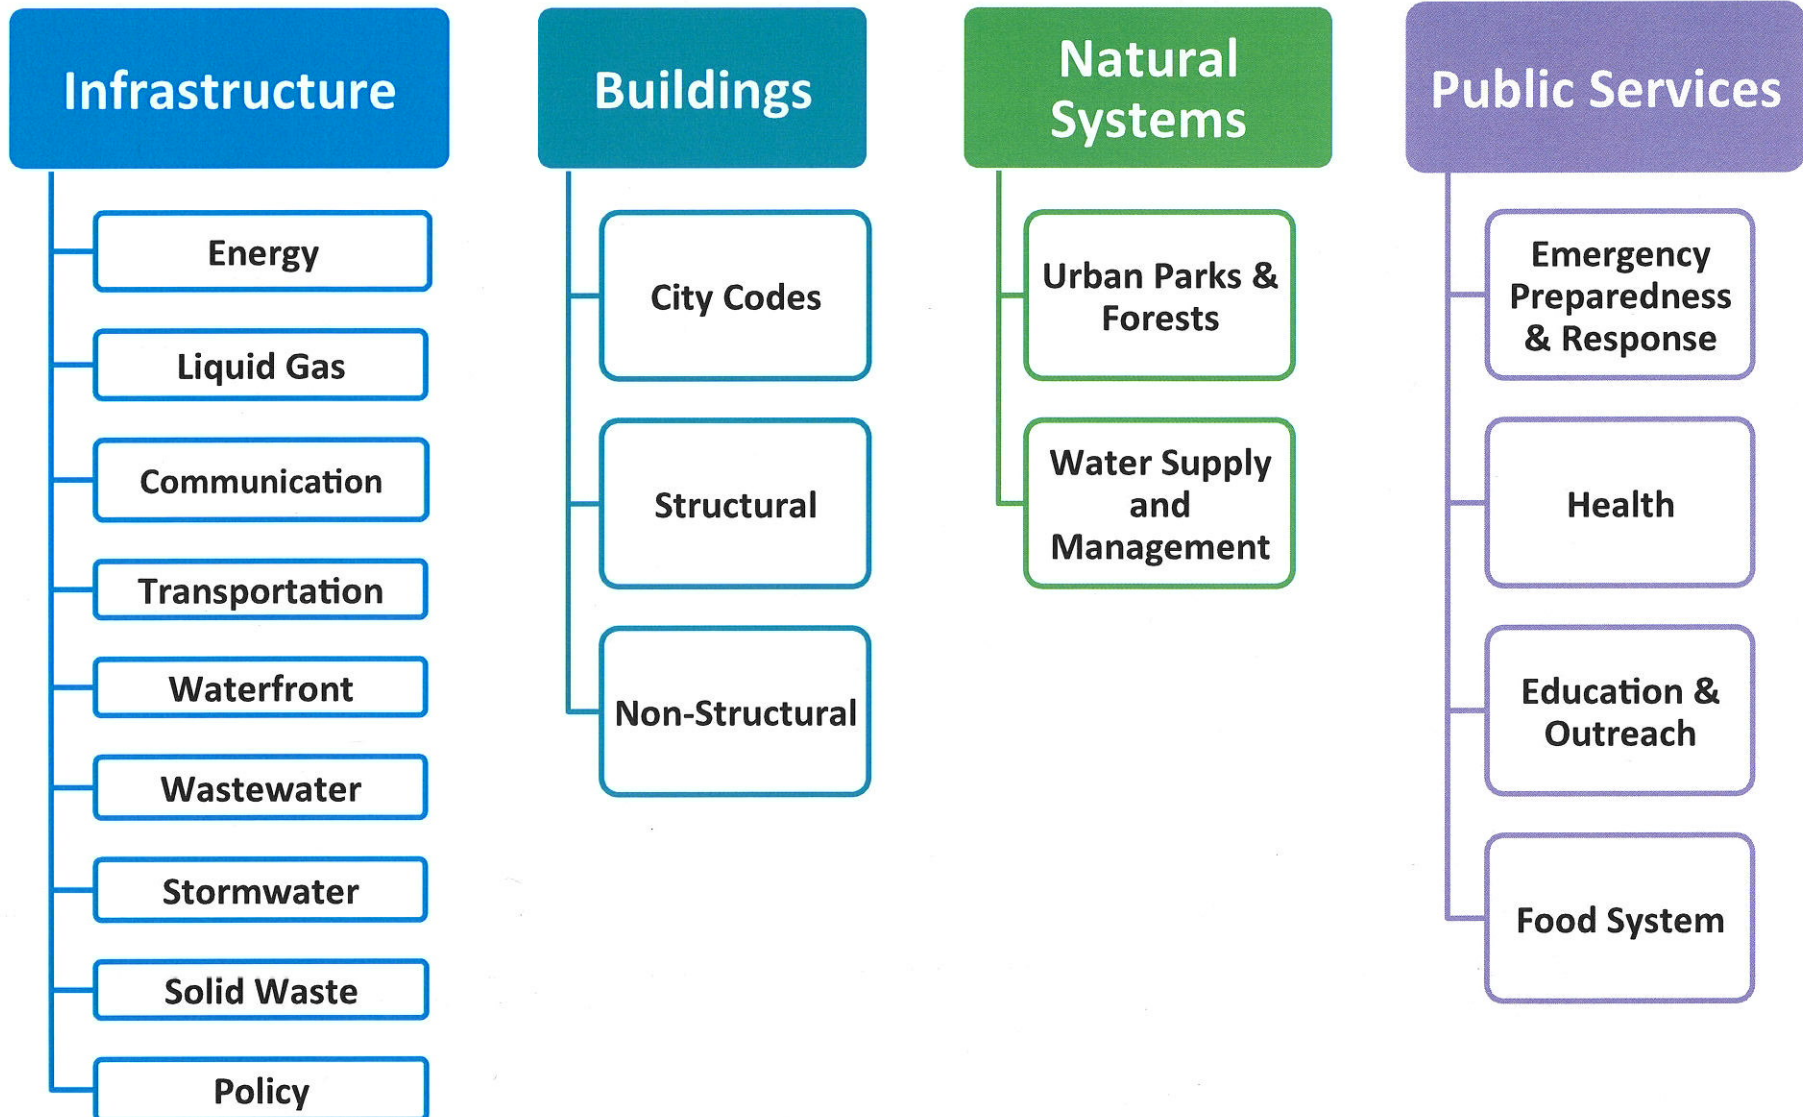 Infrastructure
Energy
Liquid Gas
Communication
Transportation
Waterfront
Wastewater
Stormwater
Solid Waste
Policy
Buildings
City Codes
Structural
Non-Structural
Natural
Systems
Urban Parks &
Forests
Water Supply
and
Management
Public Services
Emergency
Preparedness
& Response
Health
Education &
Outreach
Food System